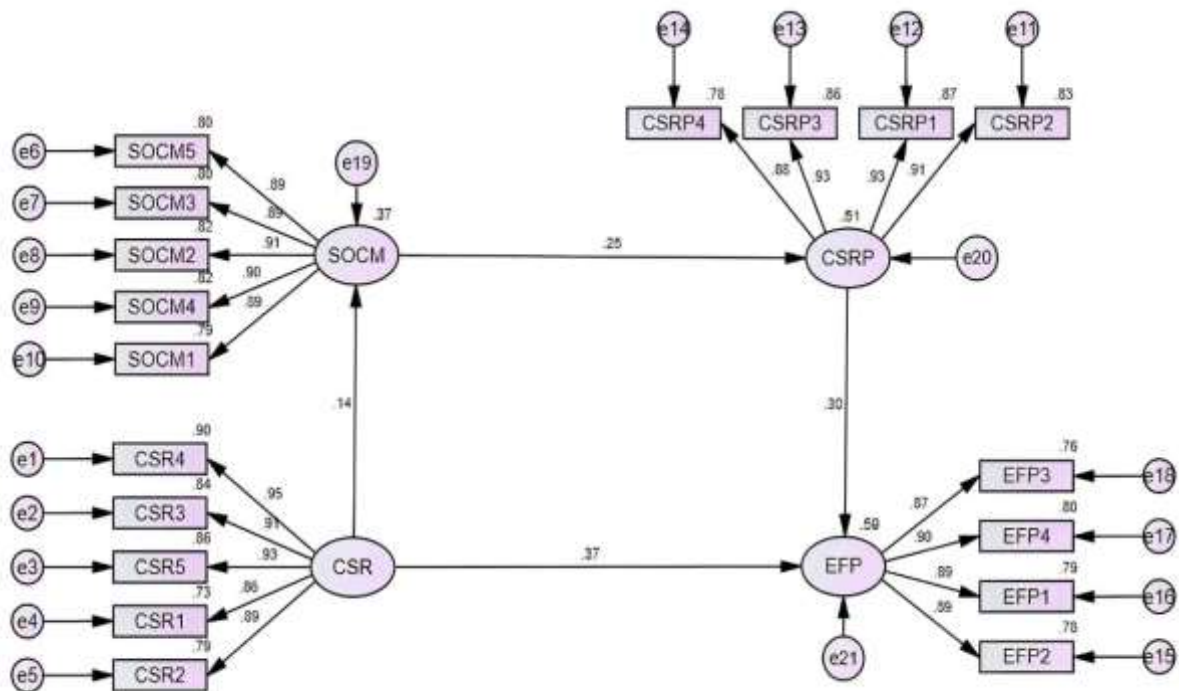 e14
e13
e12
e11
.78
.86
.87
.83
CSRP4
CSRP3
CSRP1
CSRP2
.88
.93
.93
.91
.80
e6
SOCM5
.89
.80
e7
SOCM3
.89
.82
e8
SOCM2
.91
.82
e9
SOCM4
.90
.79
e10
SOCM1
.89
e19
.37
SOCM
.25
.51
CSRP
e20
.14
.30
.90
e1
CSR4
.95
.84
e2
CSR3
.91
.86
e3
CSR5
.93
.73
e4
CSR1
.86
.79
e5
CSR2
.89
CSR
.37
.59
EFP
e21
.76
EFP3
e18
.87
.80
EFP4
e17
.90
.79
EFP1
e16
.89
.78
EFP2
e15
.89